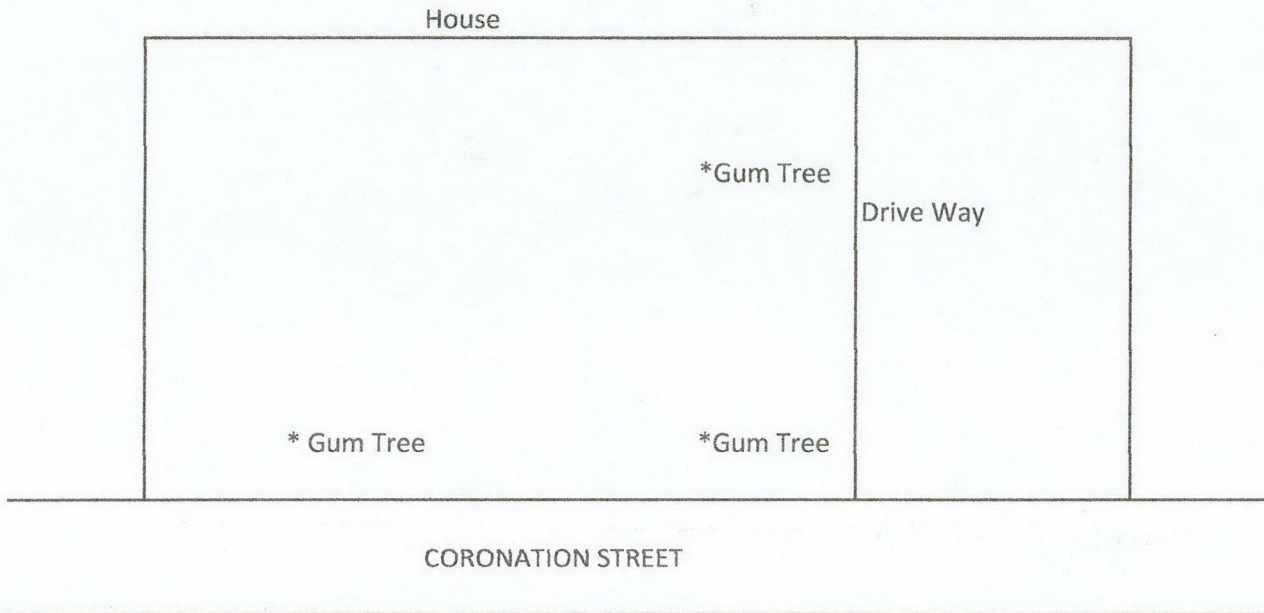 House
*Gum Tree
Drive Way
* Gum Tree
*Gum Tree
CORONATION STREET